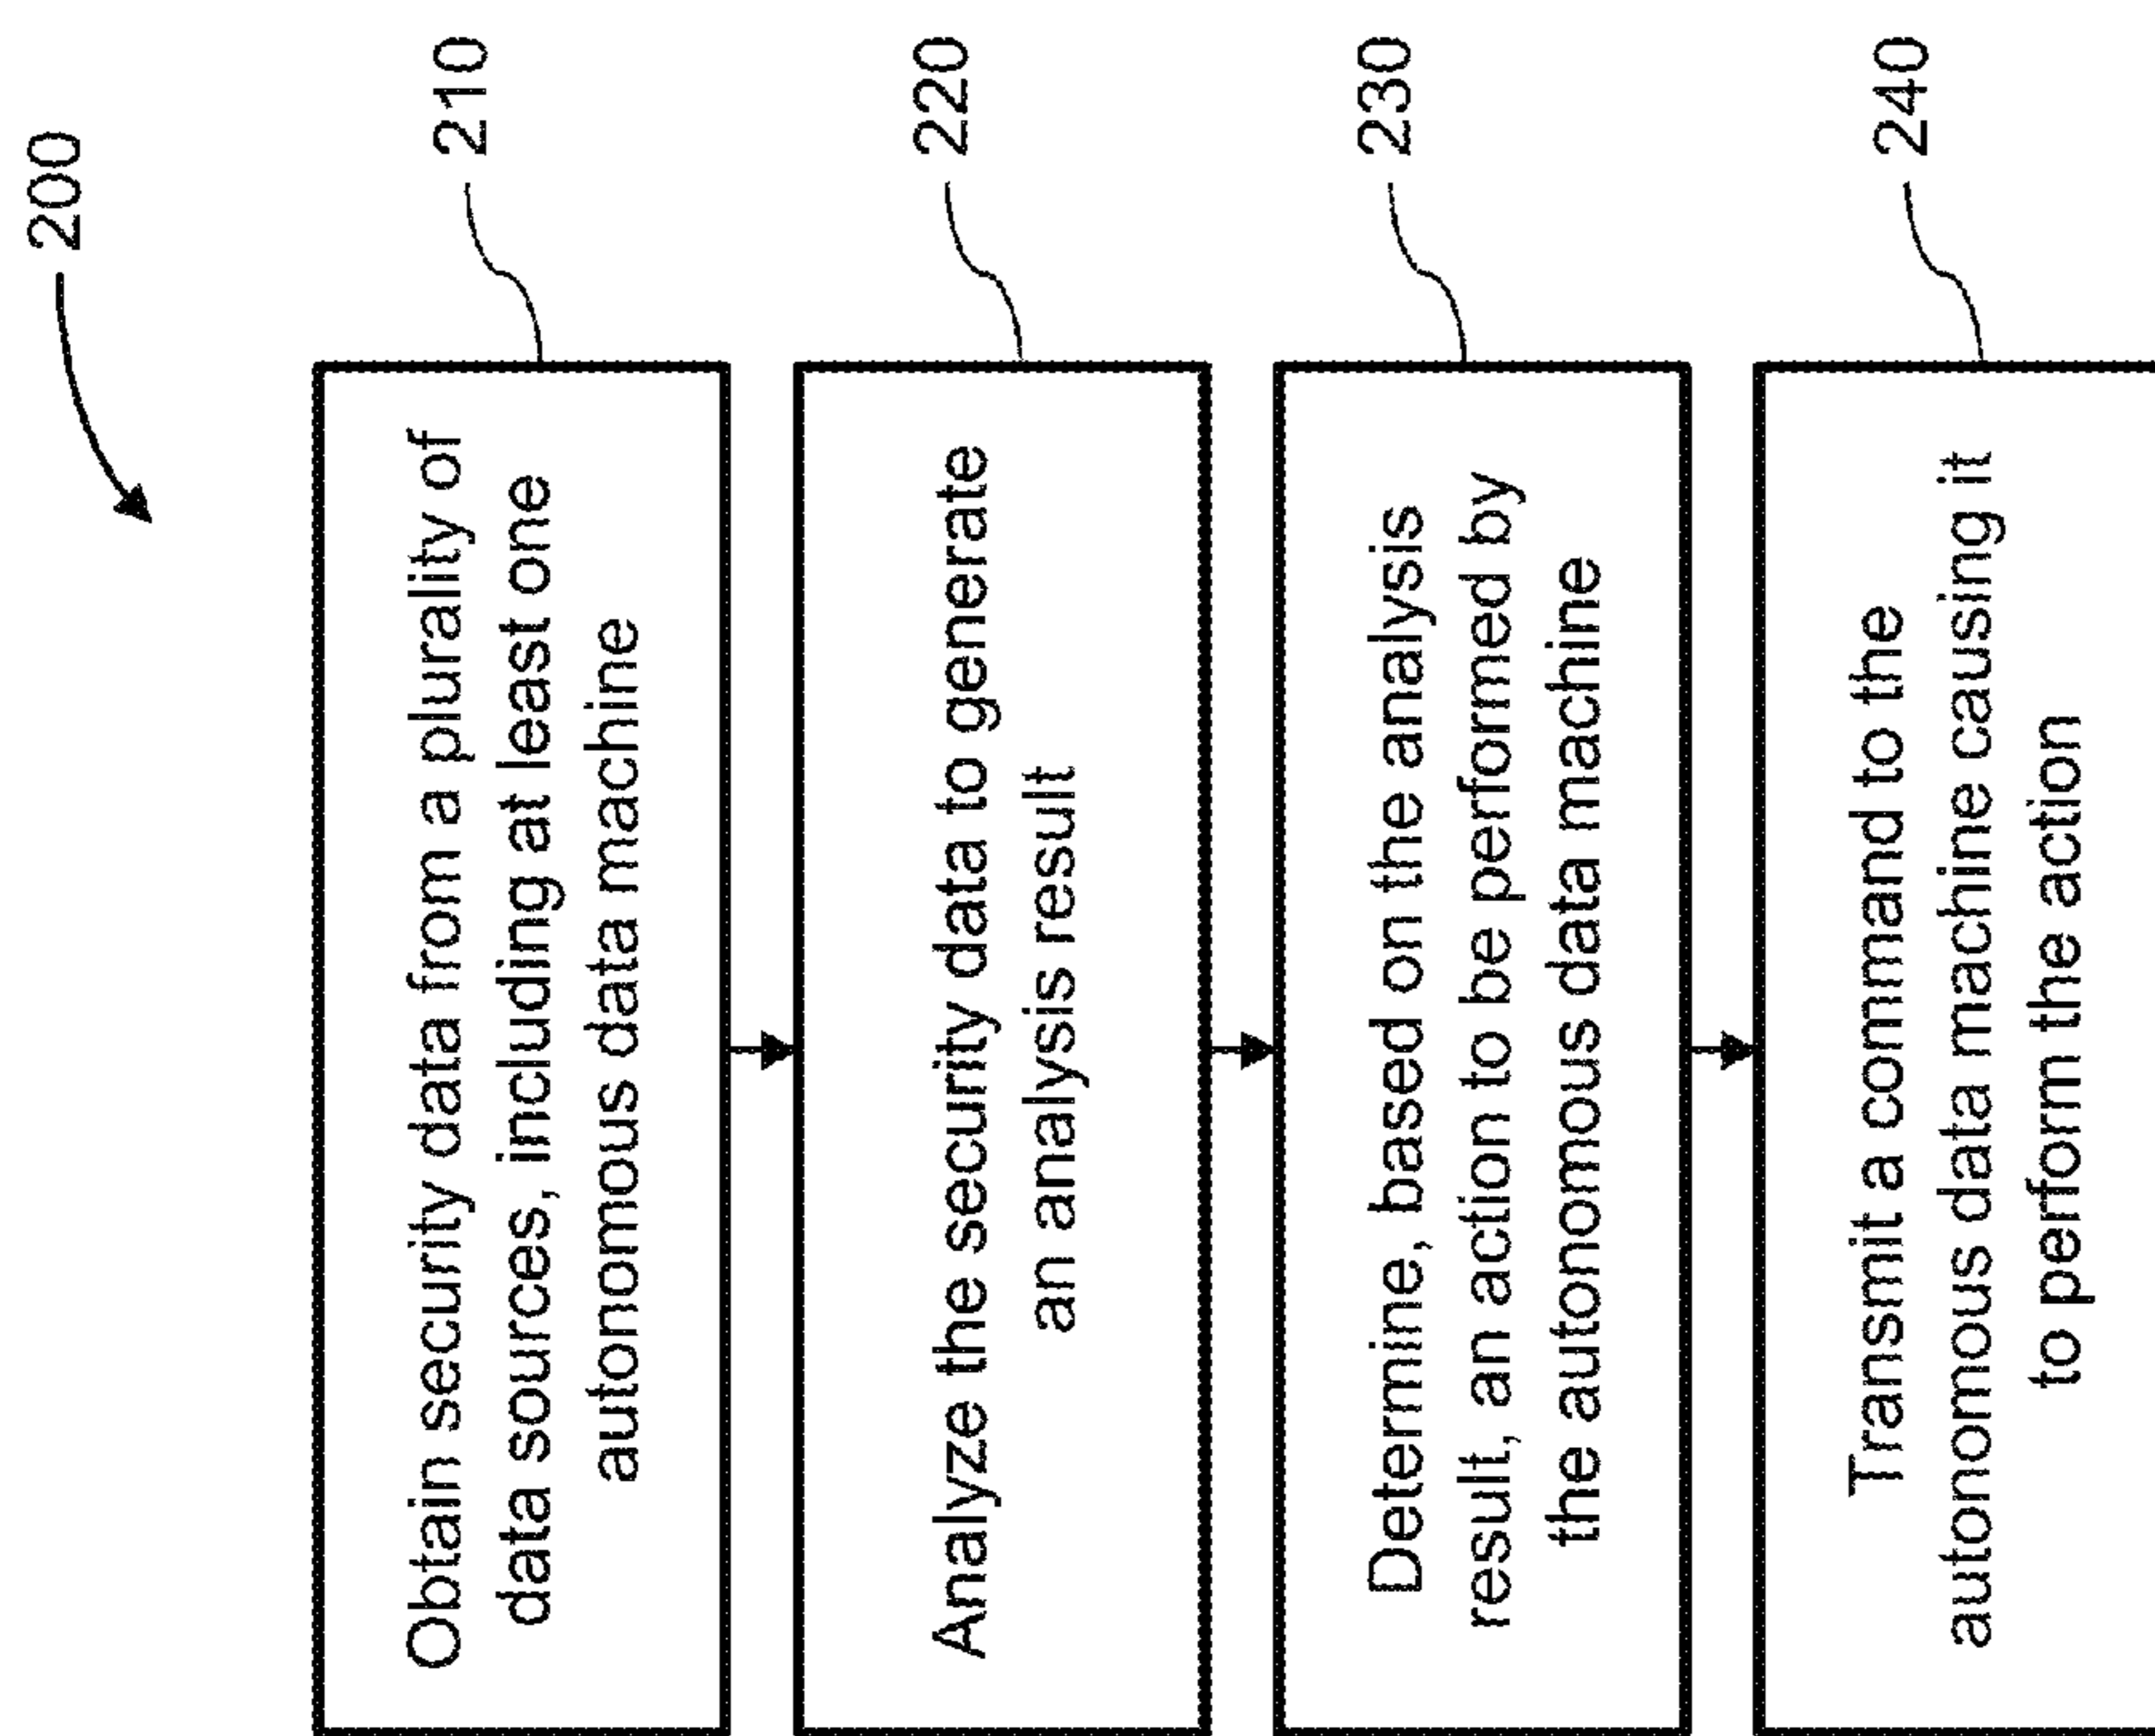 200
Obtain security data from a plurality of
data sources, including at least one
autonomous data machine
210
Analyze the security data to generate
an analysis result
220
Determine, based on the analysis
result, an action to be performed by
the autonomous data machine
230
Transmit a command to the
autonomous data machine causing it
to perform the action
240